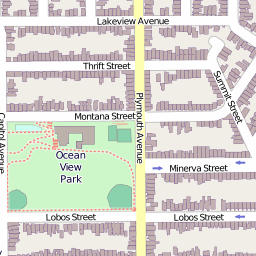 Lakeview Avenue
Thrift Street
Summit Street
Plymouth Avenue
Montana Street
Capitol Avenue
Ocean
View
Park
Minerva Street
Lobos Street
Lobos Street